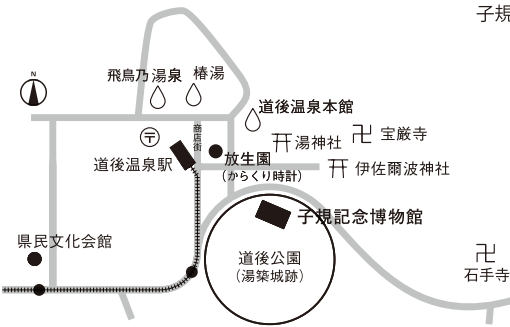 子規
N
飛鳥乃湯泉
椿湯
道後温泉本館
商店街
湯神社
宝厳寺
道後温泉駅
放生園
（からくり時計）
伊佐爾波神社
子規記念博物館
県民文化会館
道後公園
（湯築城跡）
石手寺